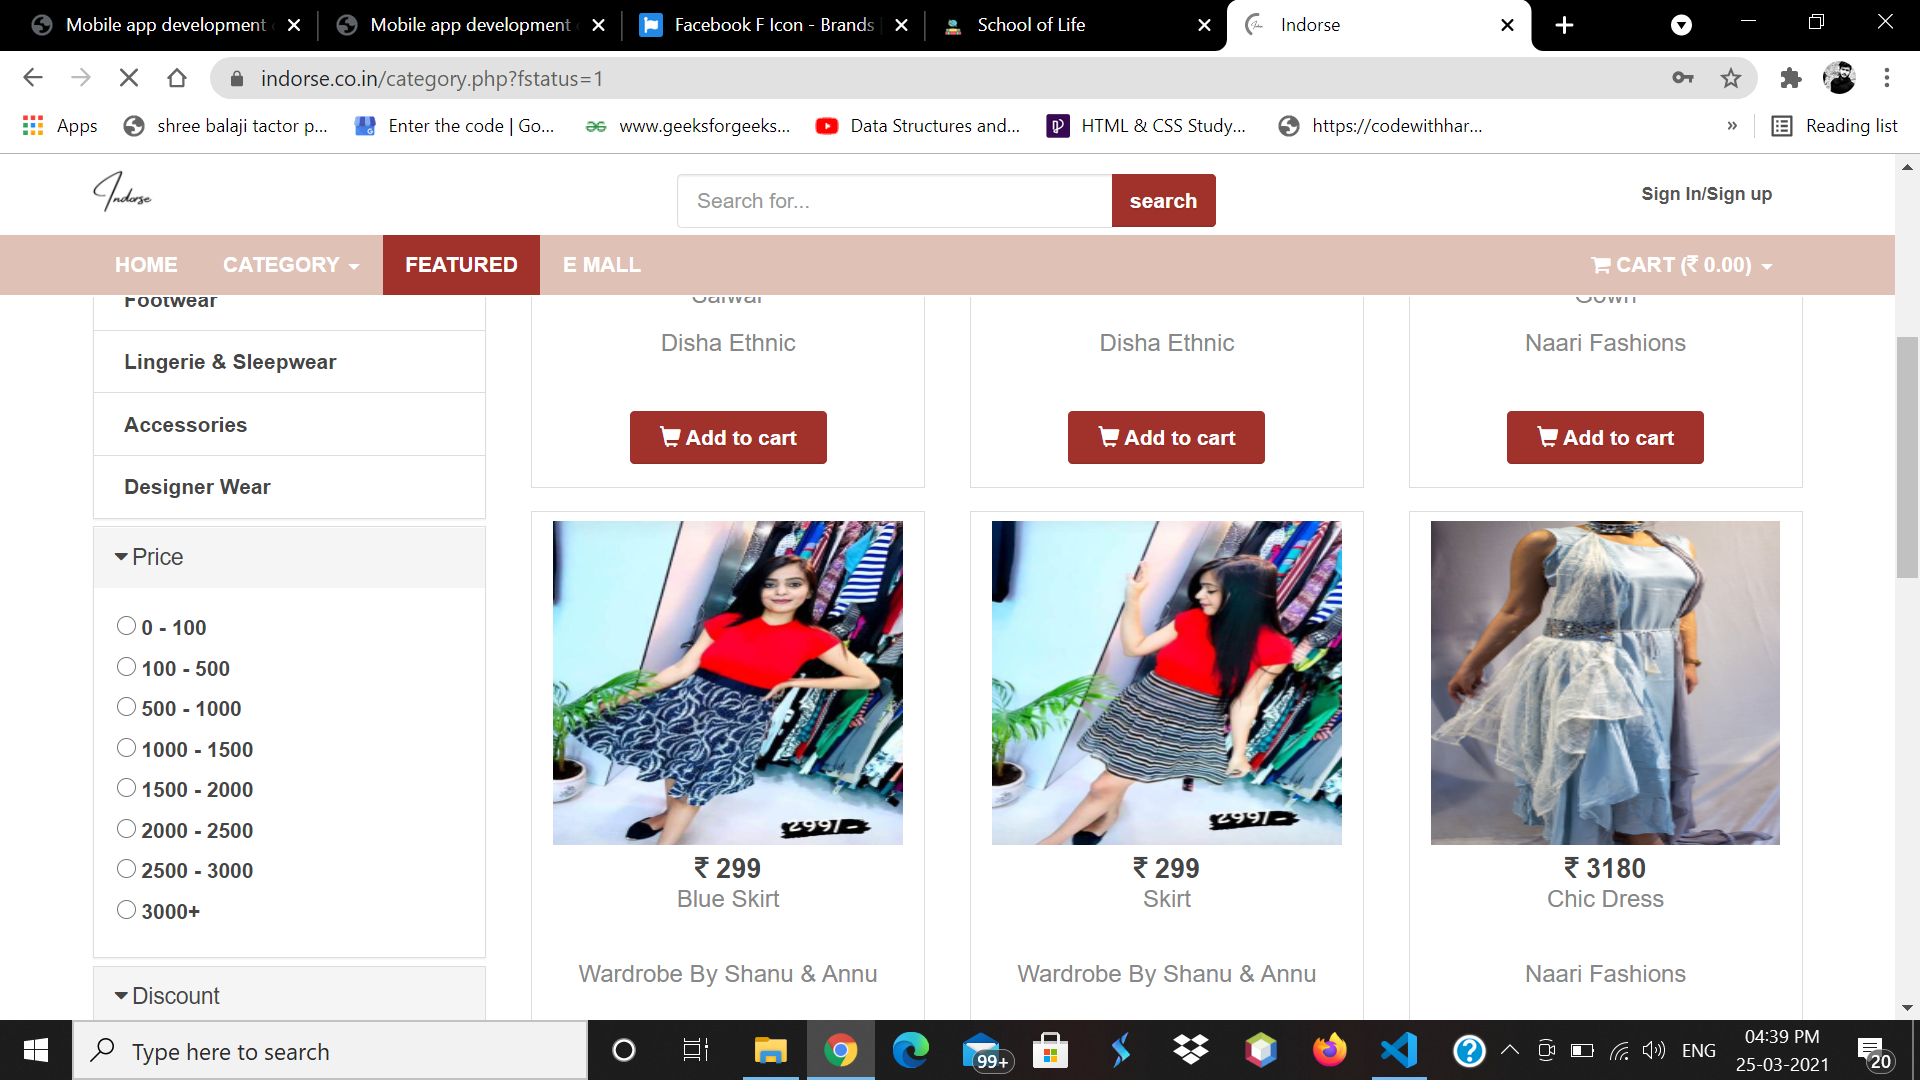 Mobile app development
Mobile app development
Facebook F Icon - Brands
School of Life
Indorse
indorse.co.in/category.php?fstatus=1
Apps
shree balaji tactor p...
Enter the code | Go...
www.geeksforgeeks...
Data Structures and...
HTML & CSS Study...
https://codewithhar...
»
Reading list
Indorse
Search for...
search
Sign In/Sign up
HOME
CATEGORY
FEATURED
E MALL
CART (₹ 0.00)
Footwear
Lingerie & Sleepwear
Accessories
Designer Wear
Price
0 - 100
100 - 500
500 - 1000
1000 - 1500
1500 - 2000
2000 - 2500
2500 - 3000
3000+
Discount
Salwar
Disha Ethnic
Add to cart
Disha Ethnic
Add to cart
Gown
Naari Fashions
Add to cart
299/-
₹ 299
Blue Skirt
Wardrobe By Shanu & Annu
299/-
₹ 299
Skirt
Wardrobe By Shanu & Annu
₹ 3180
Chic Dress
Naari Fashions
Type here to search
99+
ENG
04:39 PM
25-03-2021
20